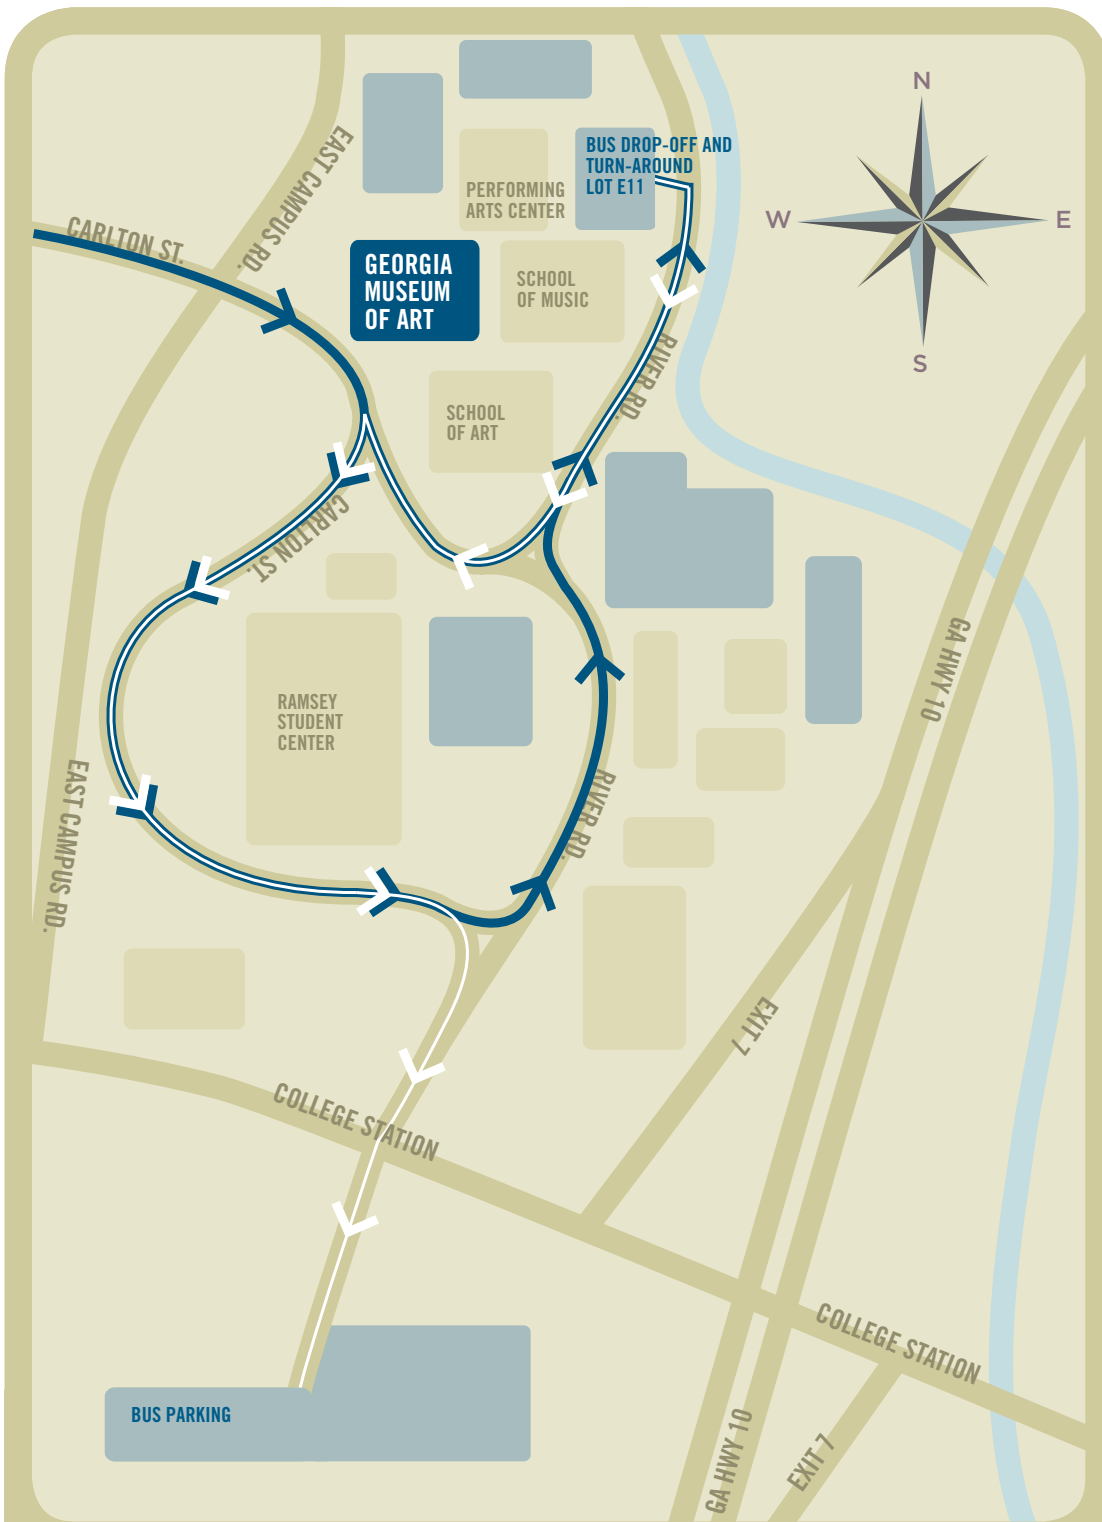 N
W
E
S
EAST CAMPUS RD.
CARLTON ST.
BUS DROP-OFF AND
TURN-AROUND
LOT E11
PERFORMING
ARTS CENTER
GEORGIA
MUSEUM
OF ART
SCHOOL
OF MUSIC
RIVER RD.
SCHOOL
OF ART
CARLTON ST.
GA HWY 10
RAMSEY
STUDENT
CENTER
EAST CAMPUS RD.
RIVER RD.
EXIT 7
COLLEGE STATION
COLLEGE STATION
BUS PARKING
GA HWY 10
EXIT 7